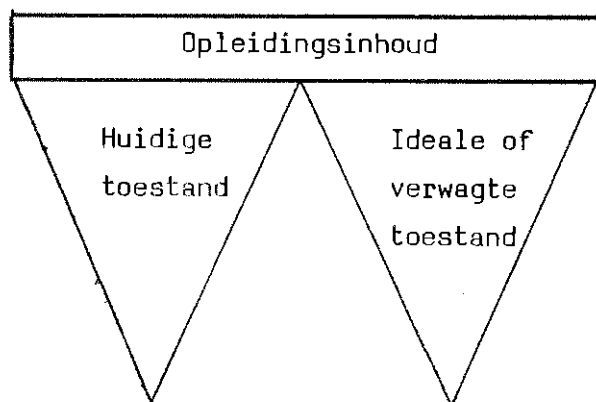 Opleidingsinhoud
Huidige
toestand
Ideale of
verwagte
toestand